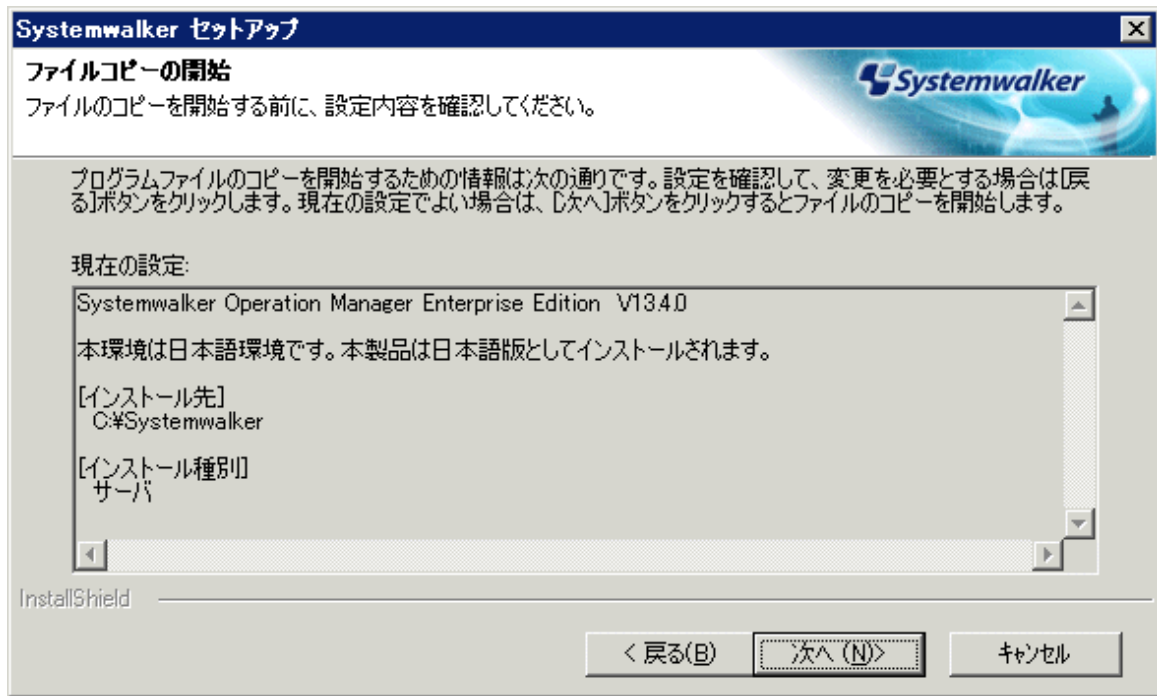 Systemwalker セットアップ
ファイルコピーの開始
ファイルのコピーを開始する前に、設定内容を確認してください。
Systemwalker
プログラムファイルのコピーを開始するための情報は次の通りです。設定を確認して、変更を必要とする場合は[戻
る]ボタンをクリックします。現在の設定でよい場合は、[次へ]ボタンをクリックするとファイルのコピーを開始します。
現在の設定:
Systemwalker Operation Manager Enterprise Edition V13.4.0
本環境は日本語環境です。本製品は日本語版としてインストールされます。
[インストール先]
C:¥Systemwalker
[インストール種別]
サーバ
InstallShield
< 戻る(B)
次へ (N)>
キャンセル